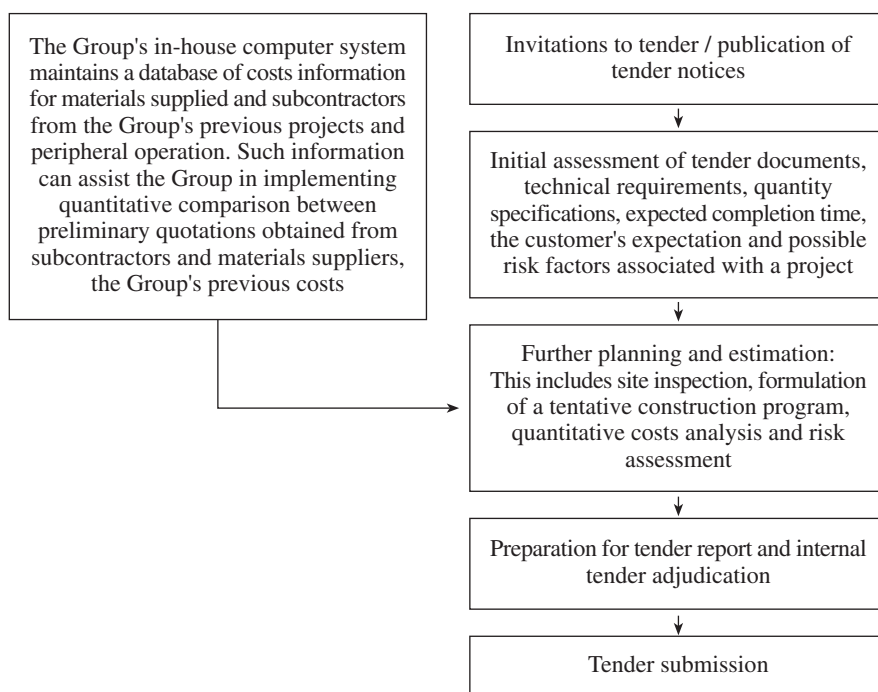 The Group's in-house computer system
maintains a database of costs information
for materials supplied and subcontractors
from the Group's previous projects and
peripheral operation. Such information
can assist the Group in implementing
quantitative comparison between
preliminary quotations obtained from
subcontractors and materials suppliers,
the Group's previous costs
Invitations to tender / publication of
tender notices
Initial assessment of tender documents,
technical requirements, quantity
specifications, expected completion time,
the customer's expectation and possible
risk factors associated with a project
Further planning and estimation:
This includes site inspection, formulation
of a tentative construction program,
quantitative costs analysis and risk
assessment
Preparation for tender report and internal
tender adjudication
Tender submission